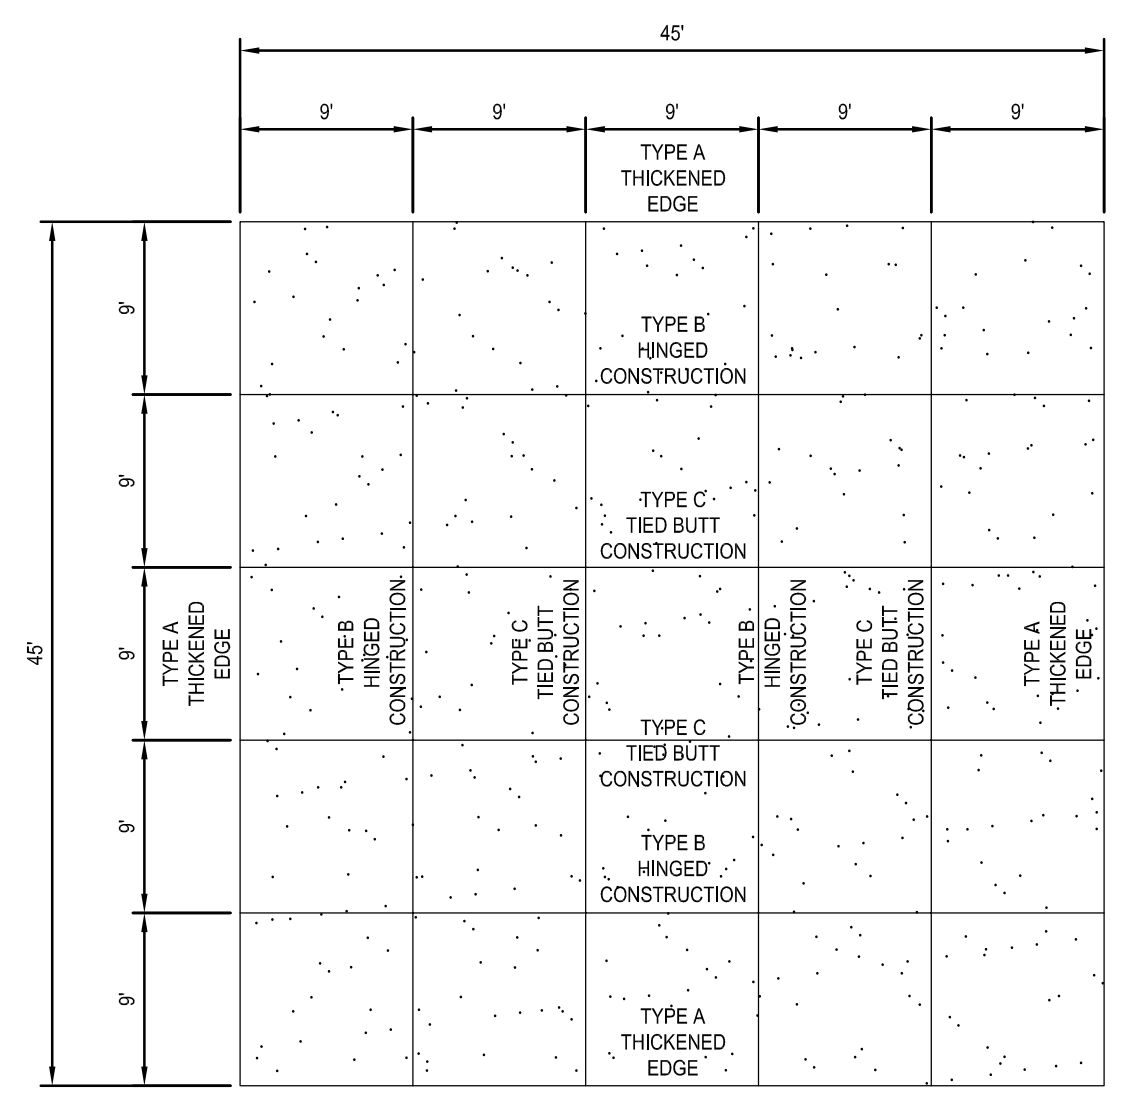 45'
9'
9'
9'
9'
9'
TYPE A
THICKENED
EDGE
9'
TYPE B
HINGED
CONSTRUCTION
9'
TYPE C
TIED BUTT
CONSTRUCTION
45'
9'
TYPE A
THICKENED
EDGE
TYPE B
HINGED
CONSTRUCTION
TYPE C
TIED BUTT
CONSTRUCTION
TYPE B
HINGED
CONSTRUCTION
TYPE C
TIED BUTT
CONSTRUCTION
TYPE A
THICKENED
EDGE
TYPE C
TIED BUTT
CONSTRUCTION
9'
TYPE B
HINGED
CONSTRUCTION
9'
TYPE A
THICKENED
EDGE